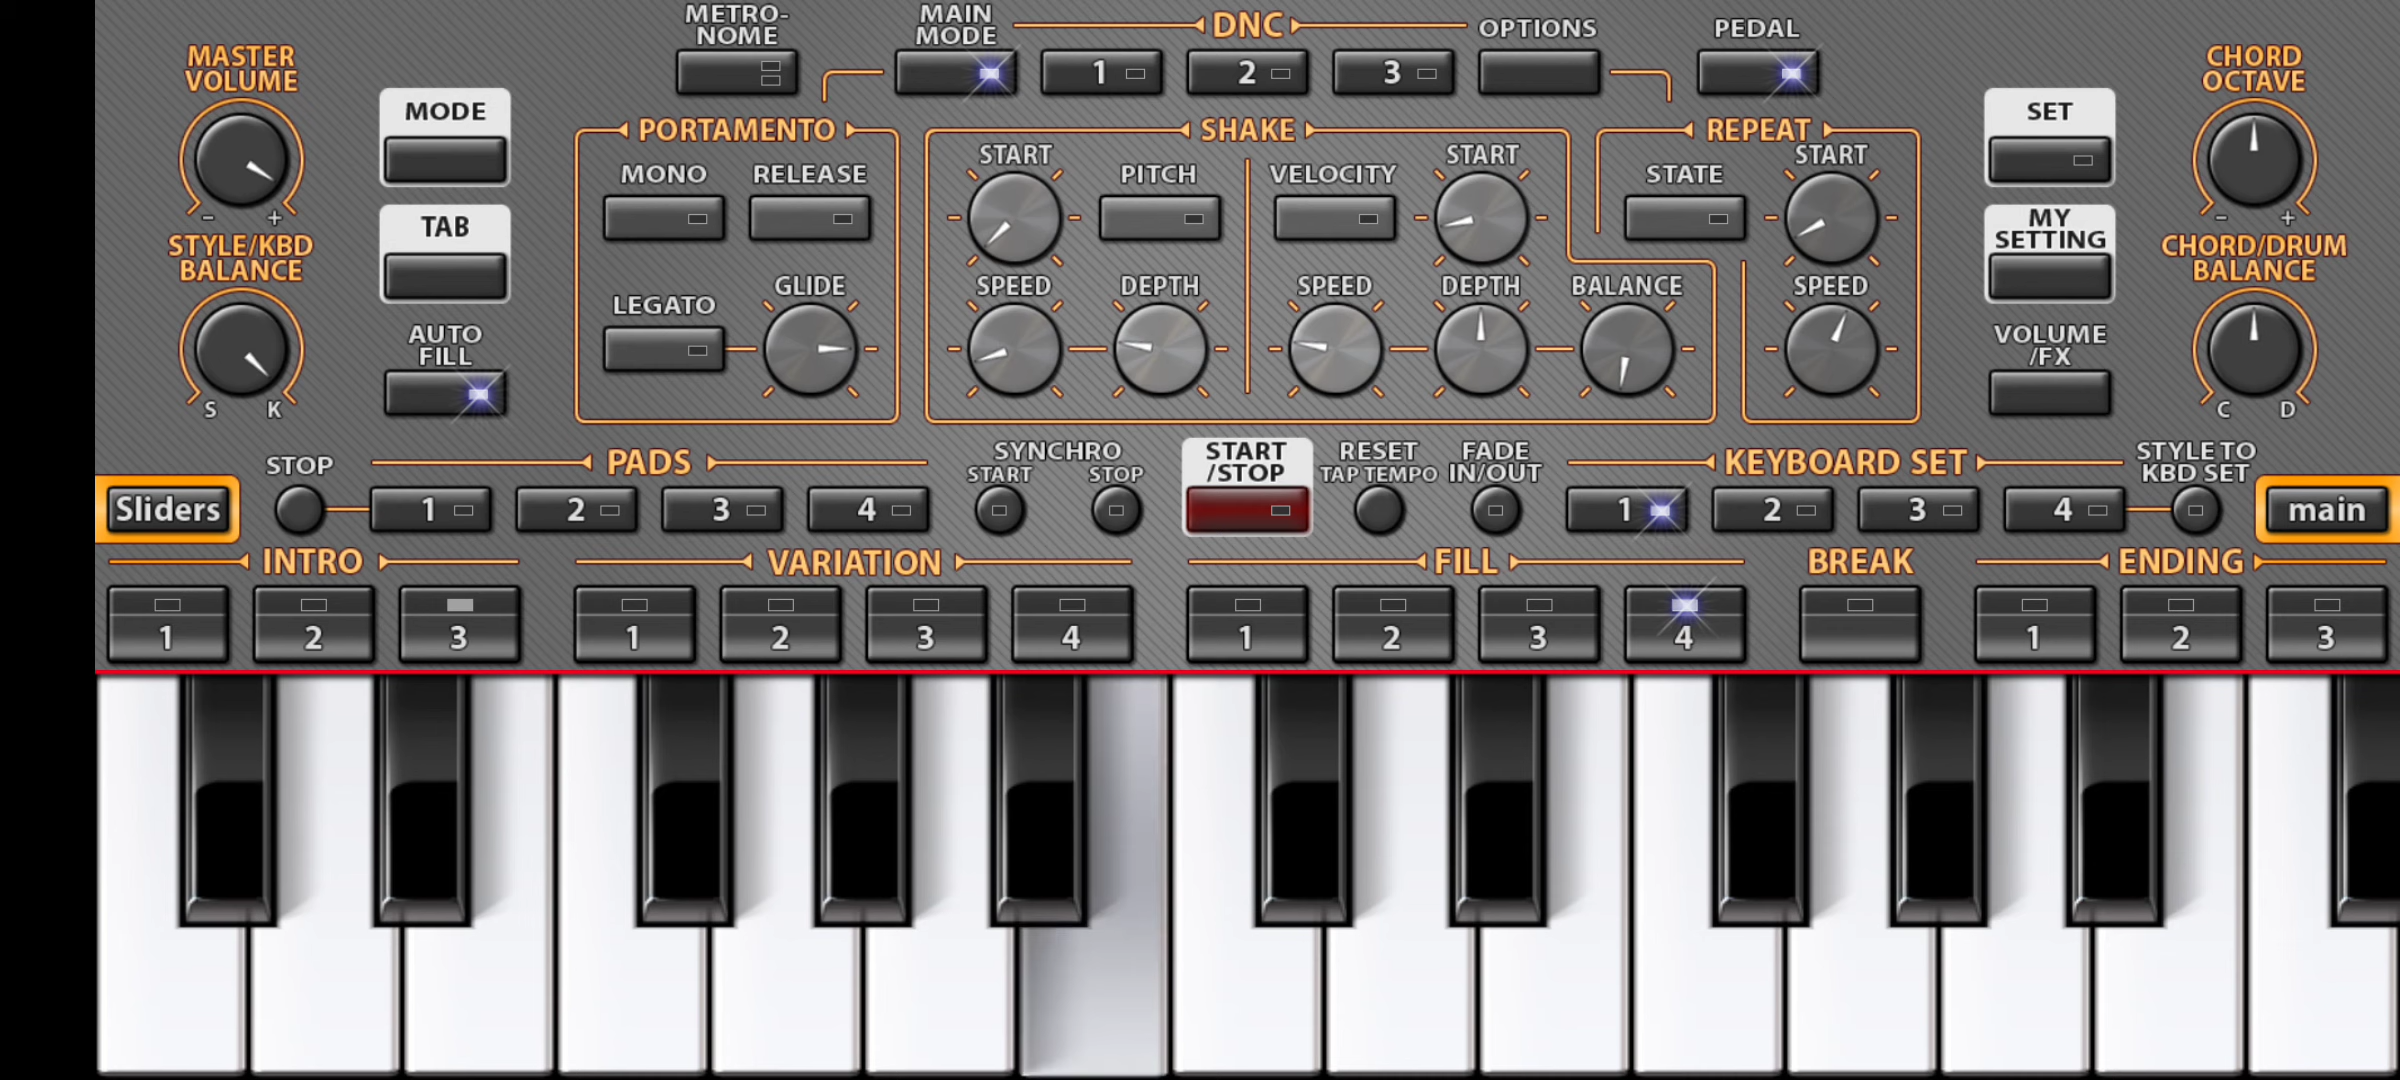 METRO-
NOME
MAIN
MODE
DNC
OPTIONS
PEDAL
1
2
3
MASTER
VOLUME
- +
STYLE/KBD
BALANCE
S K
MODE
TAB
AUTO
FILL
PORTAMENTO
MONO
RELEASE
LEGATO
GLIDE
SHAKE
START
PITCH
SPEED
DEPTH
VELOCITY
START
SPEED
DEPTH
BALANCE
REPEAT
STATE
START
SPEED
SET
MY
SETTING
VOLUME
/FX
CHORD
OCTAVE
- +
CHORD/DRUM
BALANCE
C D
Sliders
STOP
PADS
1
2
3
4
SYNCHRO
START
STOP
START
/STOP
RESET
TAP TEMPO
FADE
IN/OUT
KEYBOARD SET
1
2
3
4
STYLE TO
KBD SET
main
INTRO
1
2
3
VARIATION
1
2
3
4
FILL
1
2
3
4
BREAK
ENDING
1
2
3